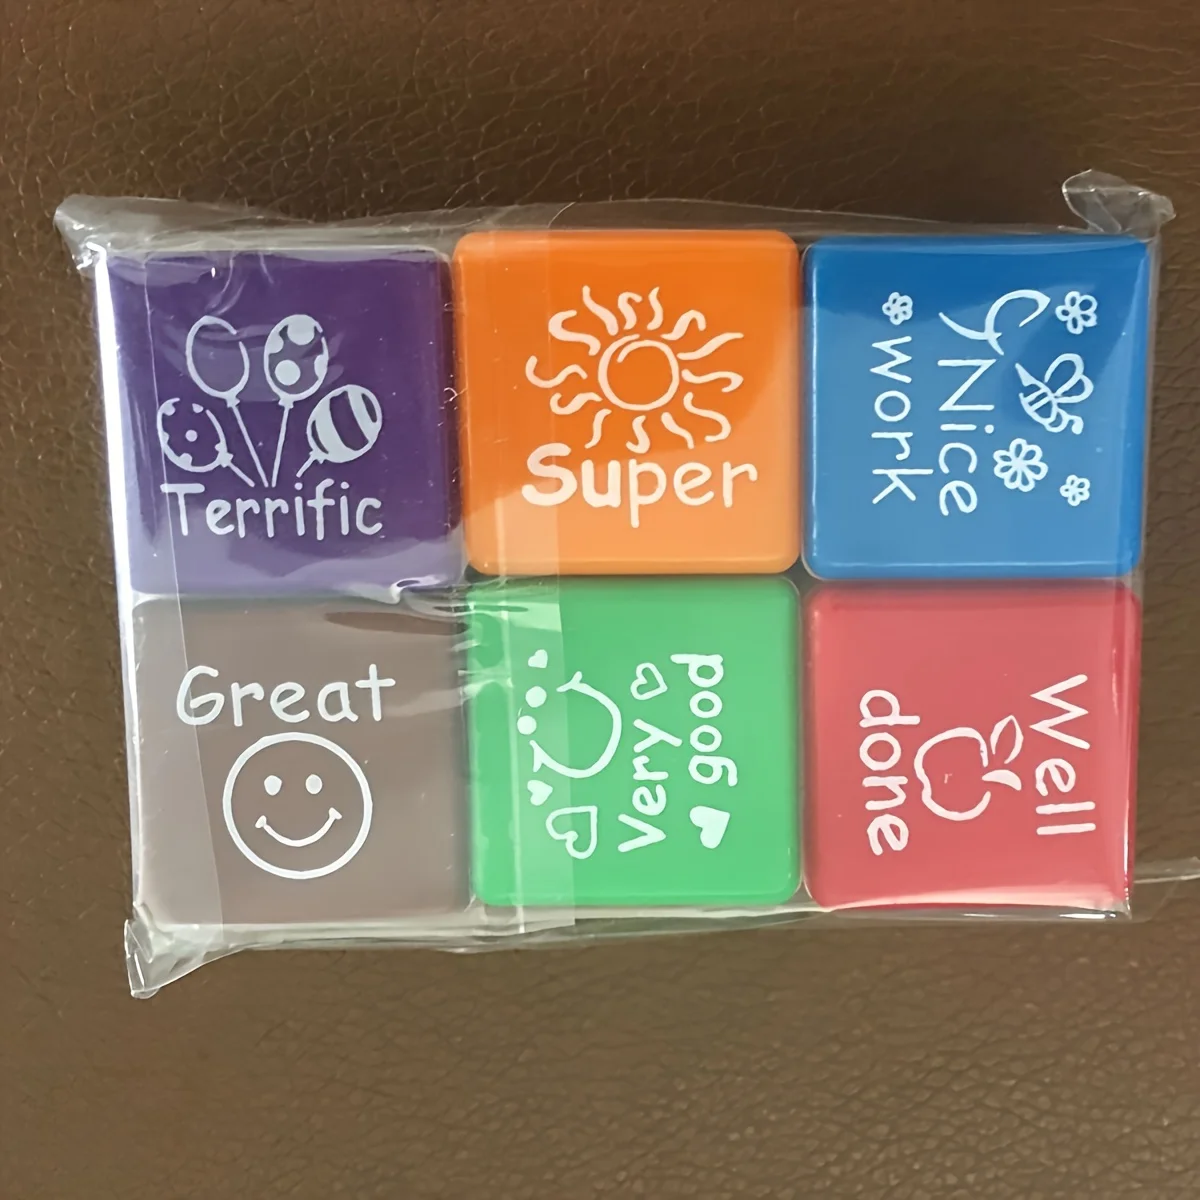 Terrific
Super
Nice
work
Great
Very
good
Well
done